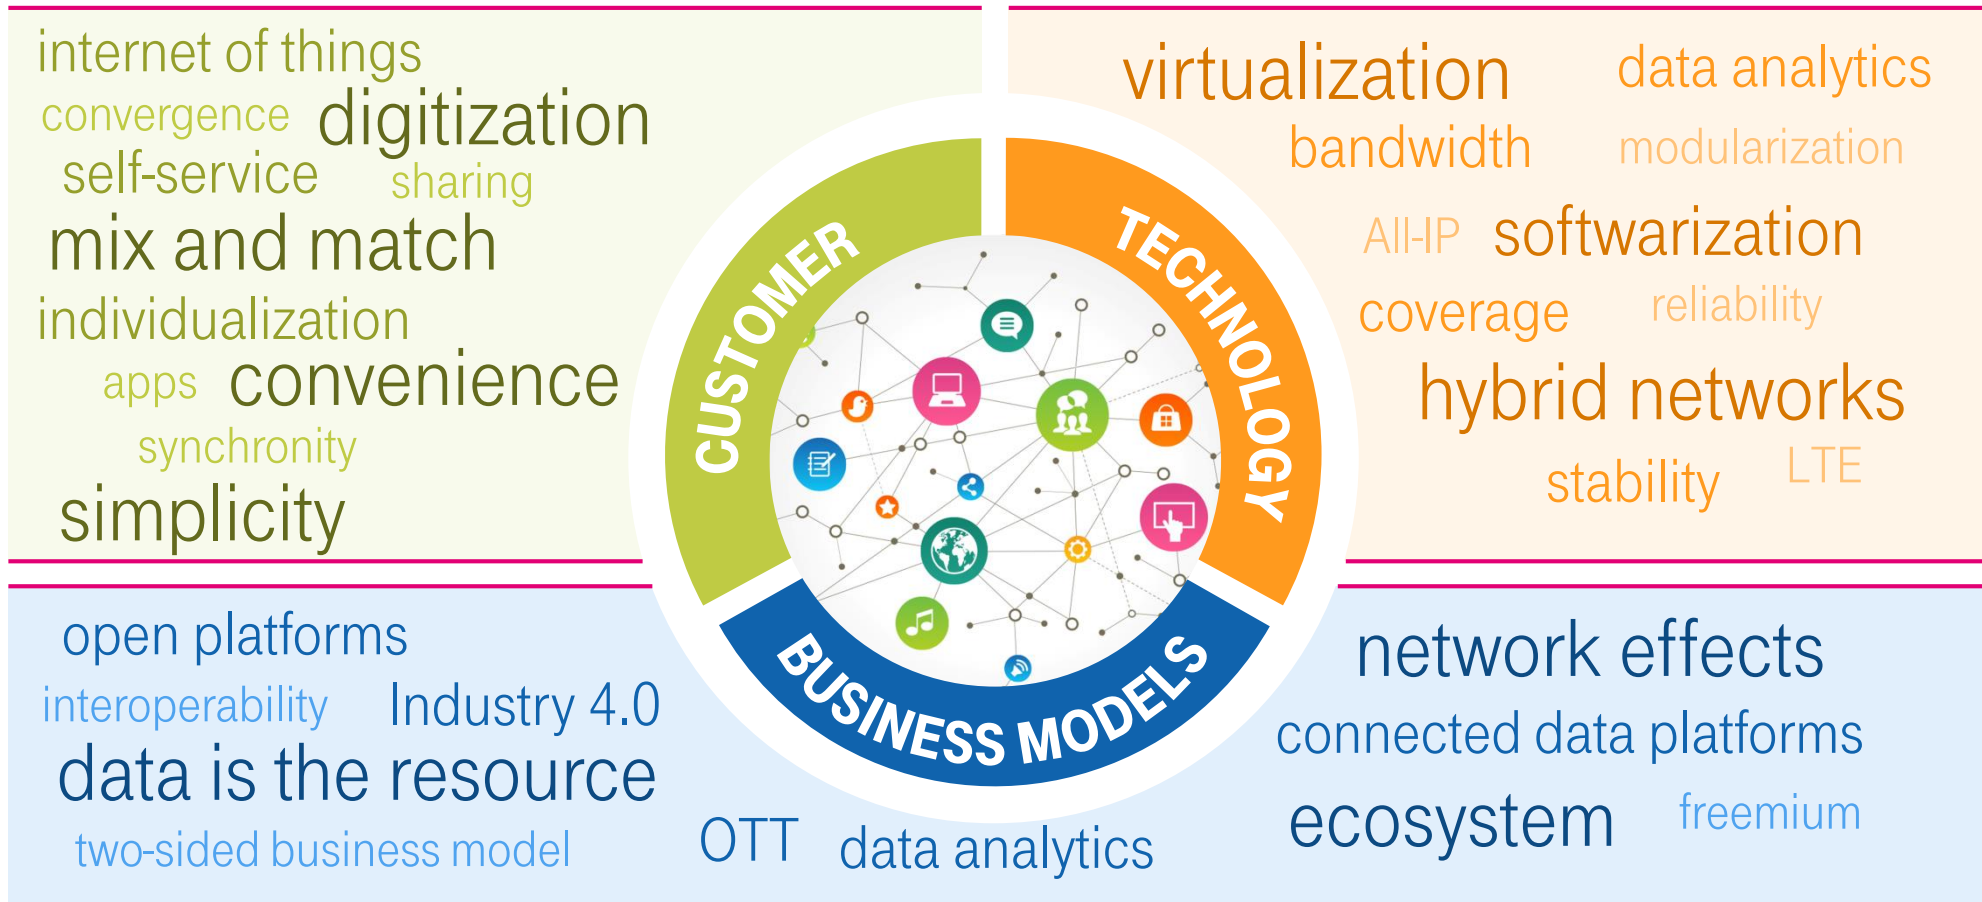 internet of things
convergence digitization
self-service sharing
mix and match
individualization
apps convenience
synchronity
simplicity
CUSTOMER
TECHNOLOGY
virtualization data analytics
bandwidth modularization
All-IP softwarization
coverage reliability
hybrid networks
stability LTE
BUSINESS MODELS
open platforms
interoperability Industry 4.0
data is the resource
two-sided business model
OTT data analytics
network effects
connected data platforms
ecosystem freemium